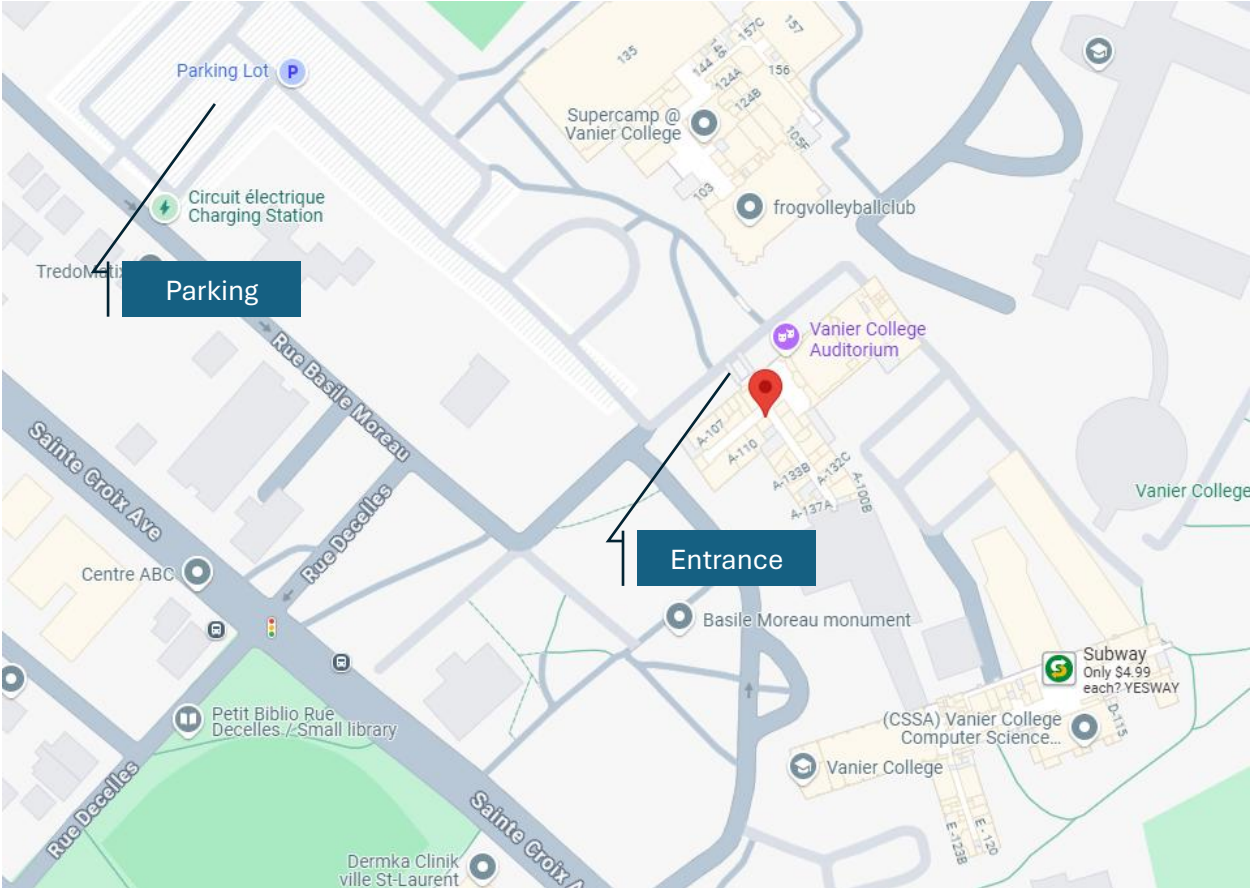 135
157C
157
144
124A
156
124B
105F
103
Parking Lot
P
Supercamp @
Vanier College
Circuit électrique
Charging Station
frogvolleyballclub
Parking
Rue Basile Moreau
Vanier College
Auditorium
A-107
A-110
A-133B
A-132C
A-100B
A-137A
Sainte Croix Ave
Rue Decelles
Vanier College
Entrance
Centre ABC
Basile Moreau monument
Subway
Only $4.99
each? YESWAY
Petit Biblio Rue
Decelles / Small library
(CSSA) Vanier College
Computer Science...
D-115
Vanier College
Rue Decelles
Sainte Croix A
E-123B
E - 120
Dermka Clinik
ville St-Laurent